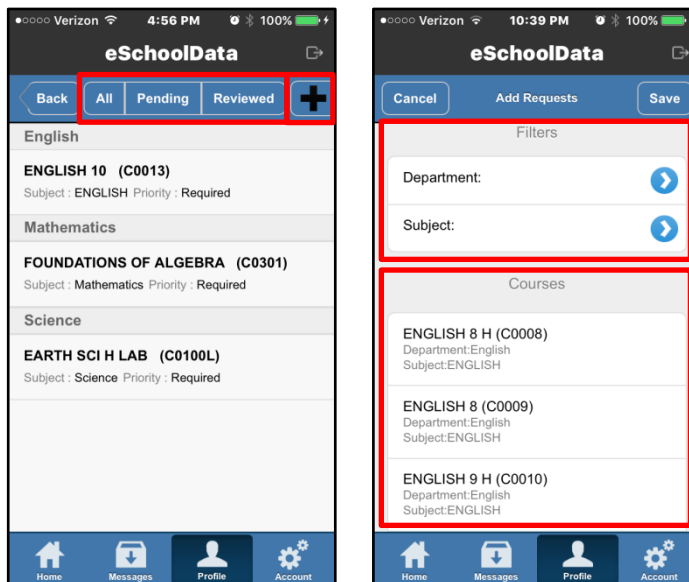 Verizon 4:56 PM 100%
eSchoolData
Back All Pending Reviewed
English
ENGLISH 10 (C0013)
Subject : ENGLISH Priority : Required
Mathematics
FOUNDATIONS OF ALGEBRA (C0301)
Subject : Mathematics Priority : Required
Science
EARTH SCI H LAB (C0100L)
Subject : Science Priority : Required
Home Messages Profile Account
Verizon 10:39 PM 100%
eSchoolData
Cancel Add Requests Save
Filters
Department:
Subject:
Courses
ENGLISH 8 H (C0008)
Department:English
Subject:ENGLISH
ENGLISH 8 (C0009)
Department:English
Subject:ENGLISH
ENGLISH 9 H (C0010)
Department:English
Subject:ENGLISH
Home Messages Profile Account